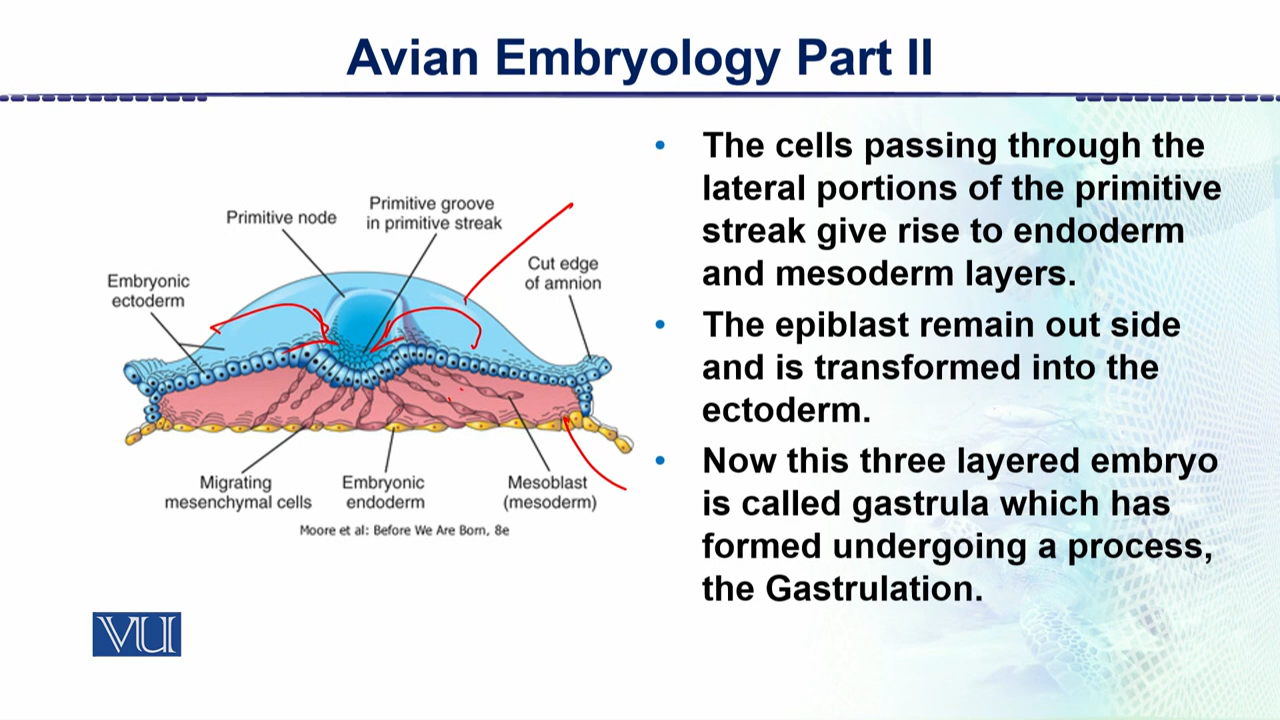 Avian Embryology Part II
Primitive node
Primitive groove
in primitive streak
Embryonic
ectoderm
Cut edge
of amnion
Migrating
mesenchymal cells
Embryonic
endoderm
Mesoblast
(mesoderm)
Moore et al: Before We Are Born, 8e
• The cells passing through the
lateral portions of the primitive
streak give rise to endoderm
and mesoderm layers.
• The epiblast remain out side
and is transformed into the
ectoderm.
• Now this three layered embryo
is called gastrula which has
formed undergoing a process,
the Gastrulation.
VU